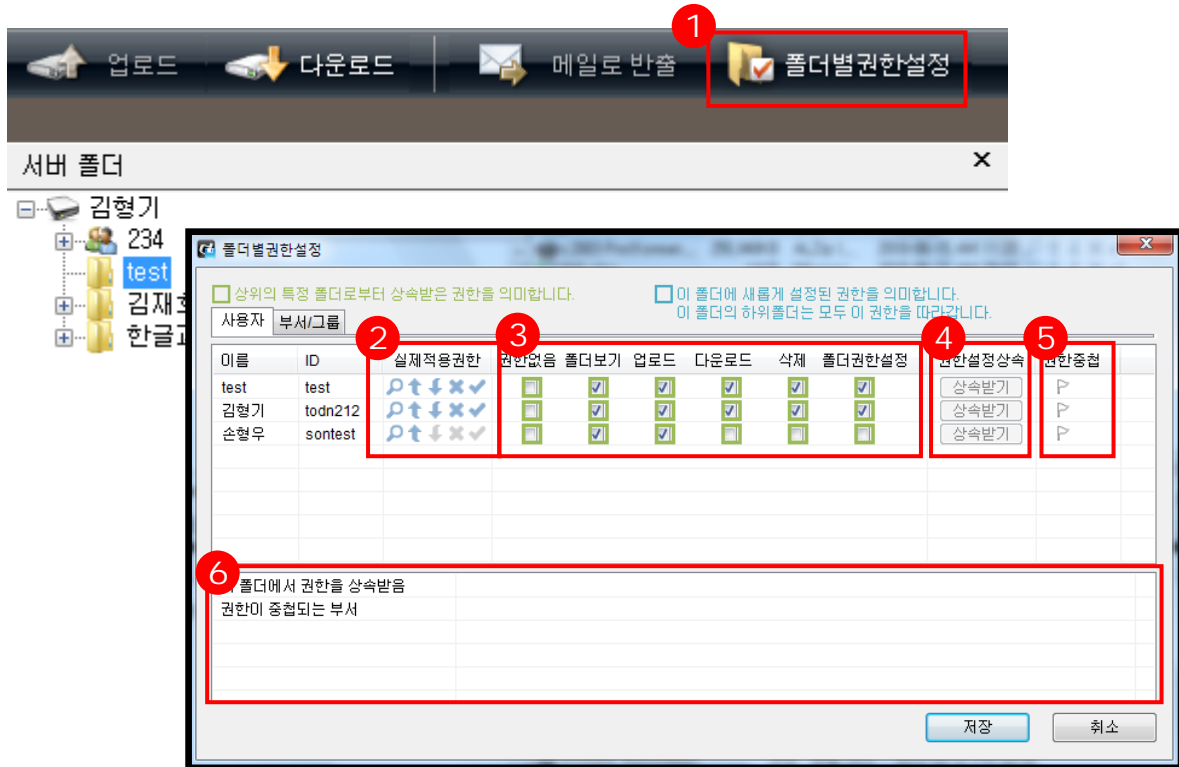 1
업로드 다운로드 메일로 반출 폴더별권한설정
서버 폴더 x
김형기
234
test
김재호
한글
폴더별권한설정 x
상위의 특정 폴더로부터 상속받은 권한을 의미합니다.
이 폴더에 새롭게 설정된 권한을 의미합니다.
이 폴더의 하위폴더는 모두 이 권한을 따라갑니다.
사용자 부서/그룹
2 3 4 5
이름 ID 실제적용권한 권한없음 폴더보기 업로드 다운로드 삭제 폴더권한설정 권한설정상속 권한중첩
test test 상속받기
김형기 todn212 상속받기
손형우 sontest 상속받기
6
폴더에서 권한을 상속받음
권한이 중첩되는 부서
저장 취소